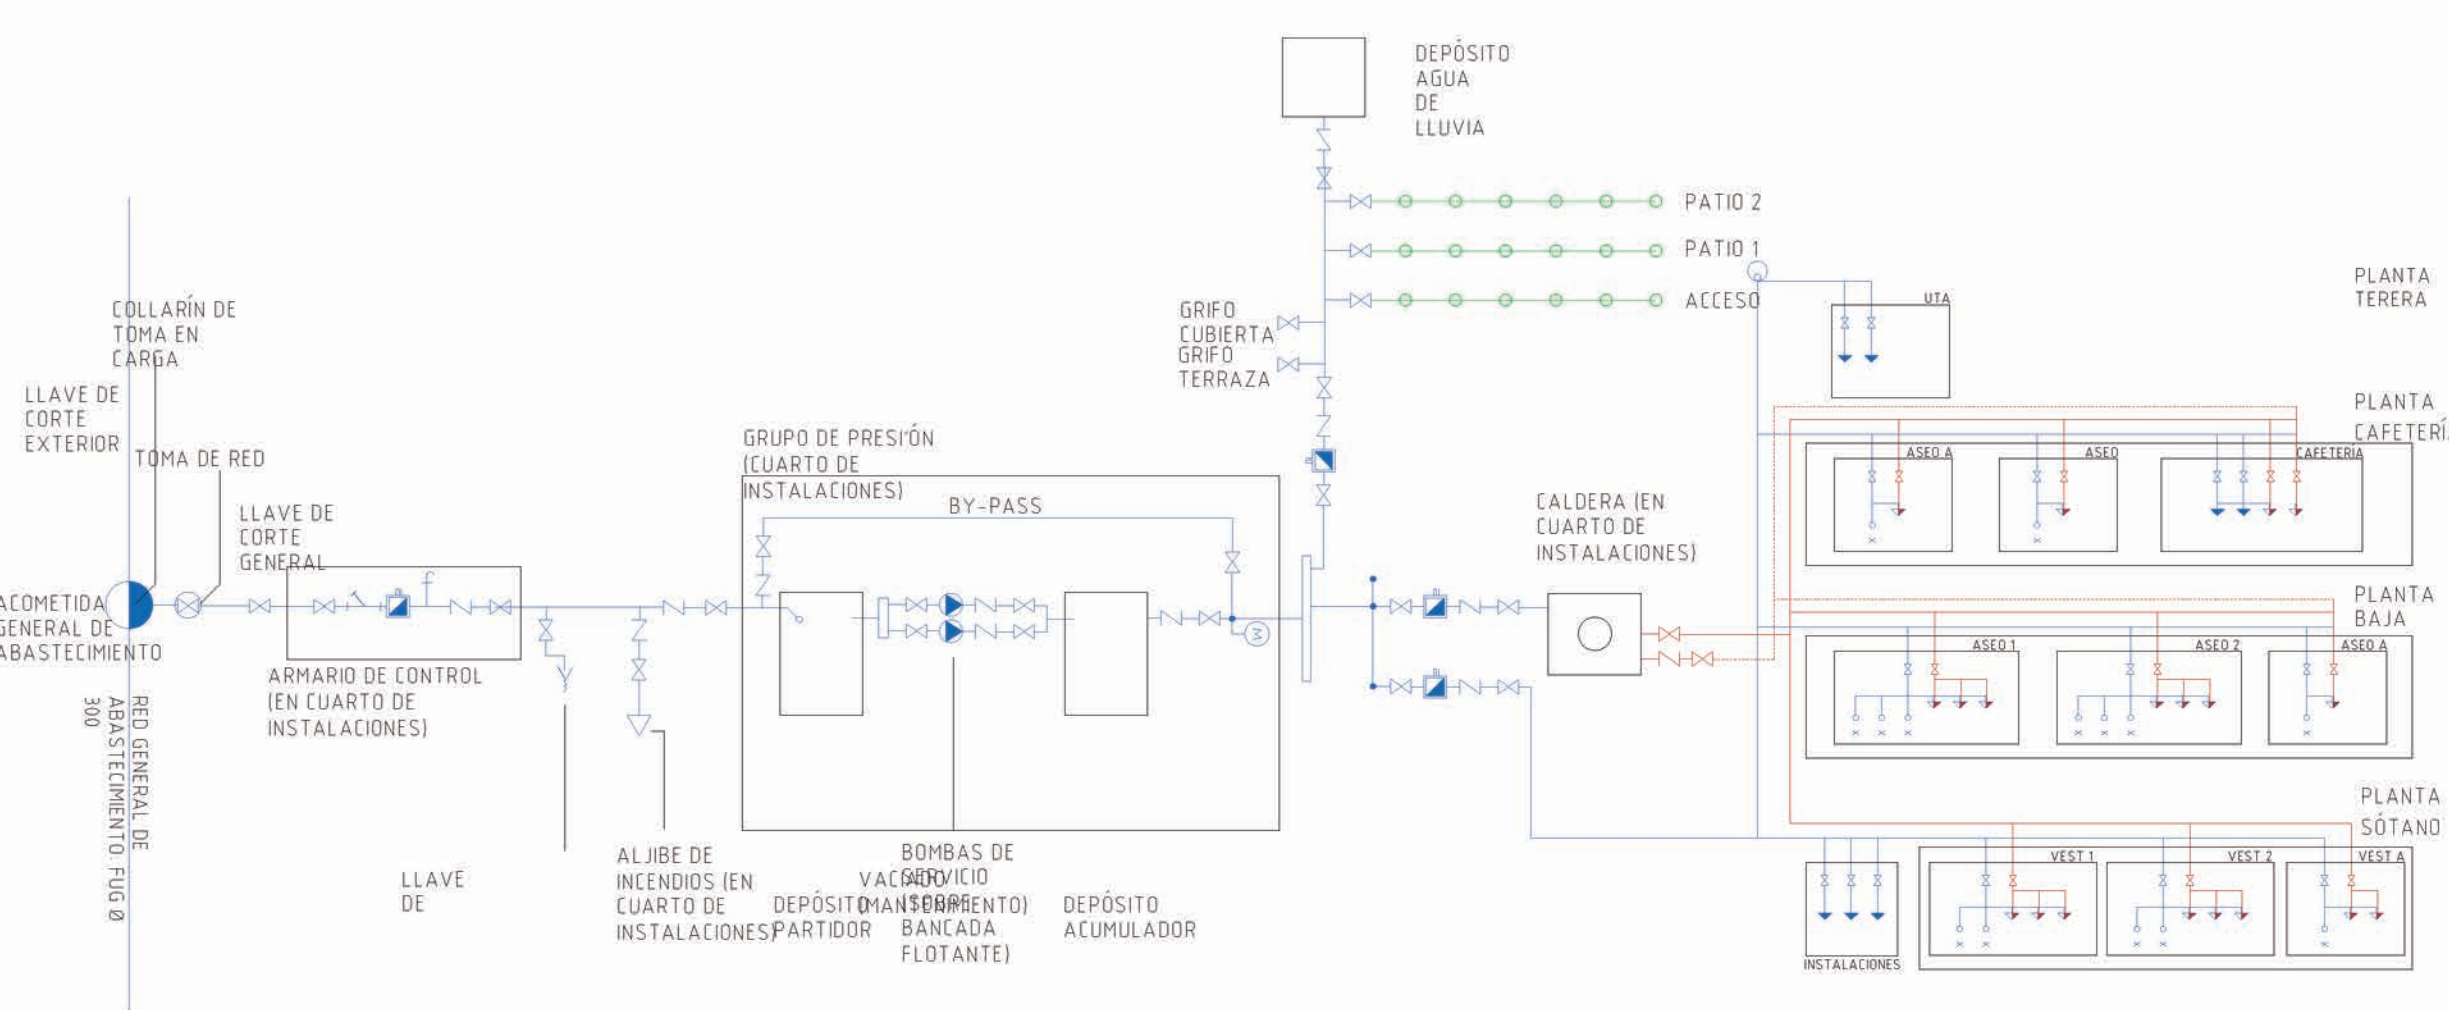 DEPÓSITO
AGUA
DE
LLUVIA
PATIO 2
PATIO 1
ACCESO
GRIFO
CUBIERTA
GRIFO
TERRAZA
UTA
PLANTA
TERERA
COLLARÍN DE
TOMA EN
CARGA
LLAVE DE
CORTE
EXTERIOR
TOMA DE RED
LLAVE DE
CORTE
GENERAL
ACOMETIDA
GENERAL DE
ABASTECIMIENTO
RED GENERAL DE
ABASTECIMIENTO. FUG Ø
300
ARMARIO DE CONTROL
(EN CUARTO DE
INSTALACIONES)
LLAVE
DE
ALJIBE DE
INCENDIOS (EN
CUARTO DE
INSTALACIONES)
GRUPO DE PRESIÓN
(CUARTO DE
INSTALACIONES)
BY-PASS
M
DEPÓSITO
PARTIDOR
VACIADO
(MANTENIMIENTO)
BOMBAS DE
SERVICIO
(SOBRE
BANCADA
FLOTANTE)
DEPÓSITO
ACUMULADOR
CALDERA (EN
CUARTO DE
INSTALACIONES)
PLANTA
CAFETERÍ
ASEO A
ASEO
CAFETERÍA
PLANTA
BAJA
ASEO 1
ASEO 2
ASEO A
PLANTA
SÓTANO
VEST 1
VEST 2
VEST A
INSTALACIONES